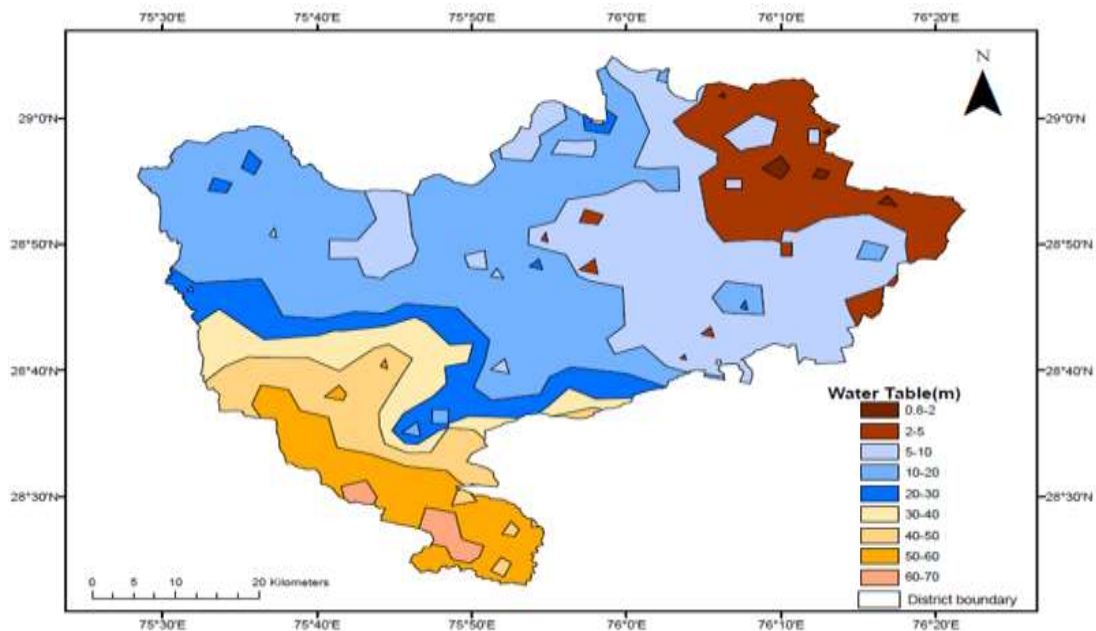 75°30'E 75°40'E 75°50'E 76°0'E 76°10'E 76°20'E
N
29°0'N 29°0'N
28°50'N 28°50'N
28°40'N 28°40'N
Water Table(m)
0.6-2
2-5
5-10
10-20
28°30'N 20-30 28°30'N
30-40
40-50
50-60
60-70
0 5 10 20 Kilometers
District boundary
75°30'E 75°40'E 75°50'E 76°0'E 76°10'E 76°20'E